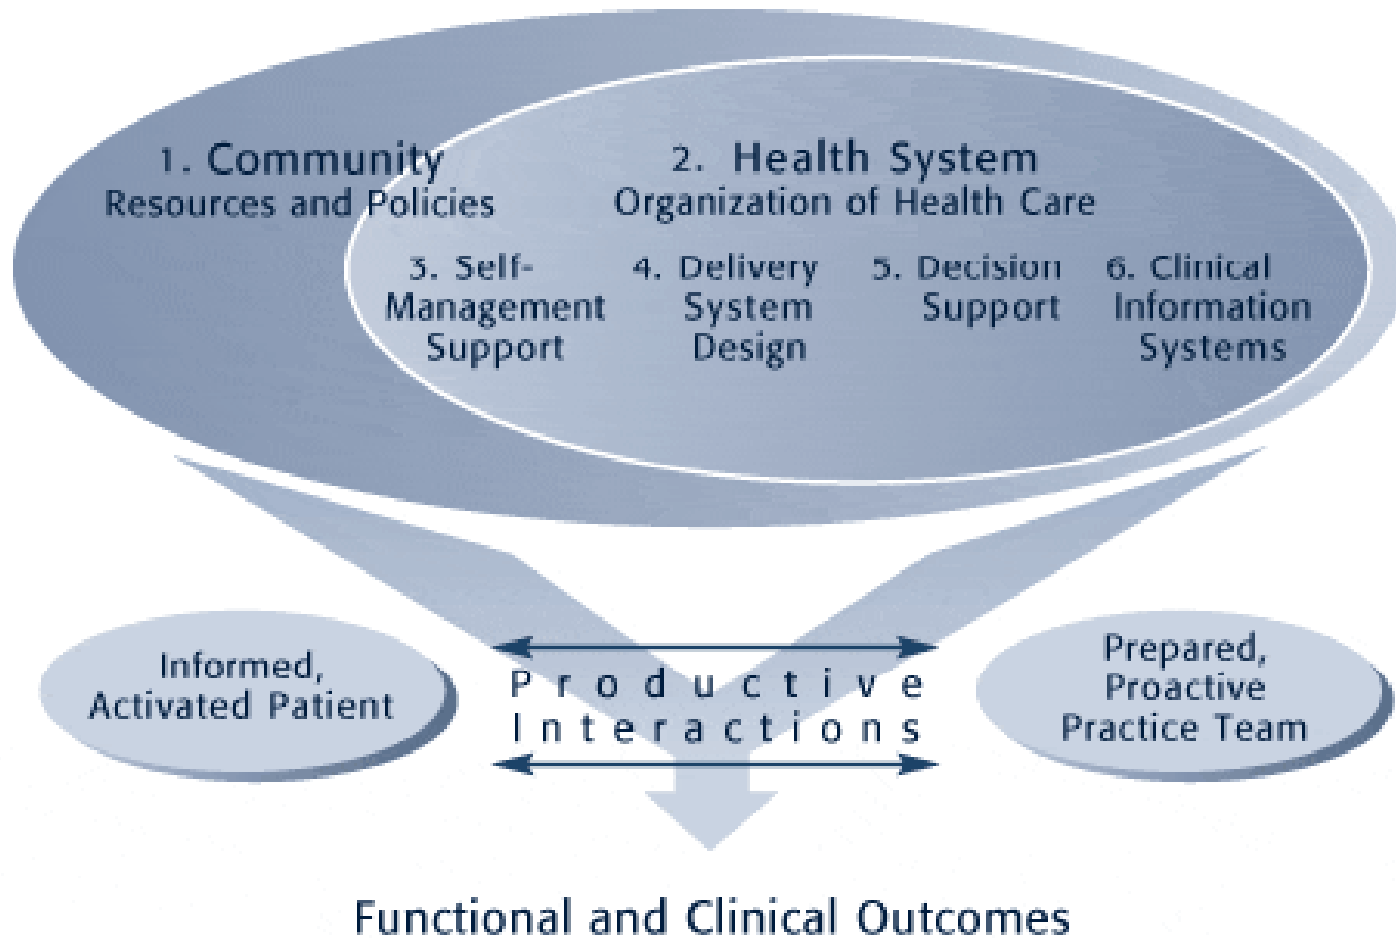 1. Community
Resources and Policies
2. Health System
Organization of Health Care
3. Self-
Management
Support
4. Delivery
System
Design
5. Decision
Support
6. Clinical
Information
Systems
Informed,
Activated Patient
Productive
Interactions
Prepared,
Proactive
Practice Team
Functional and Clinical Outcomes